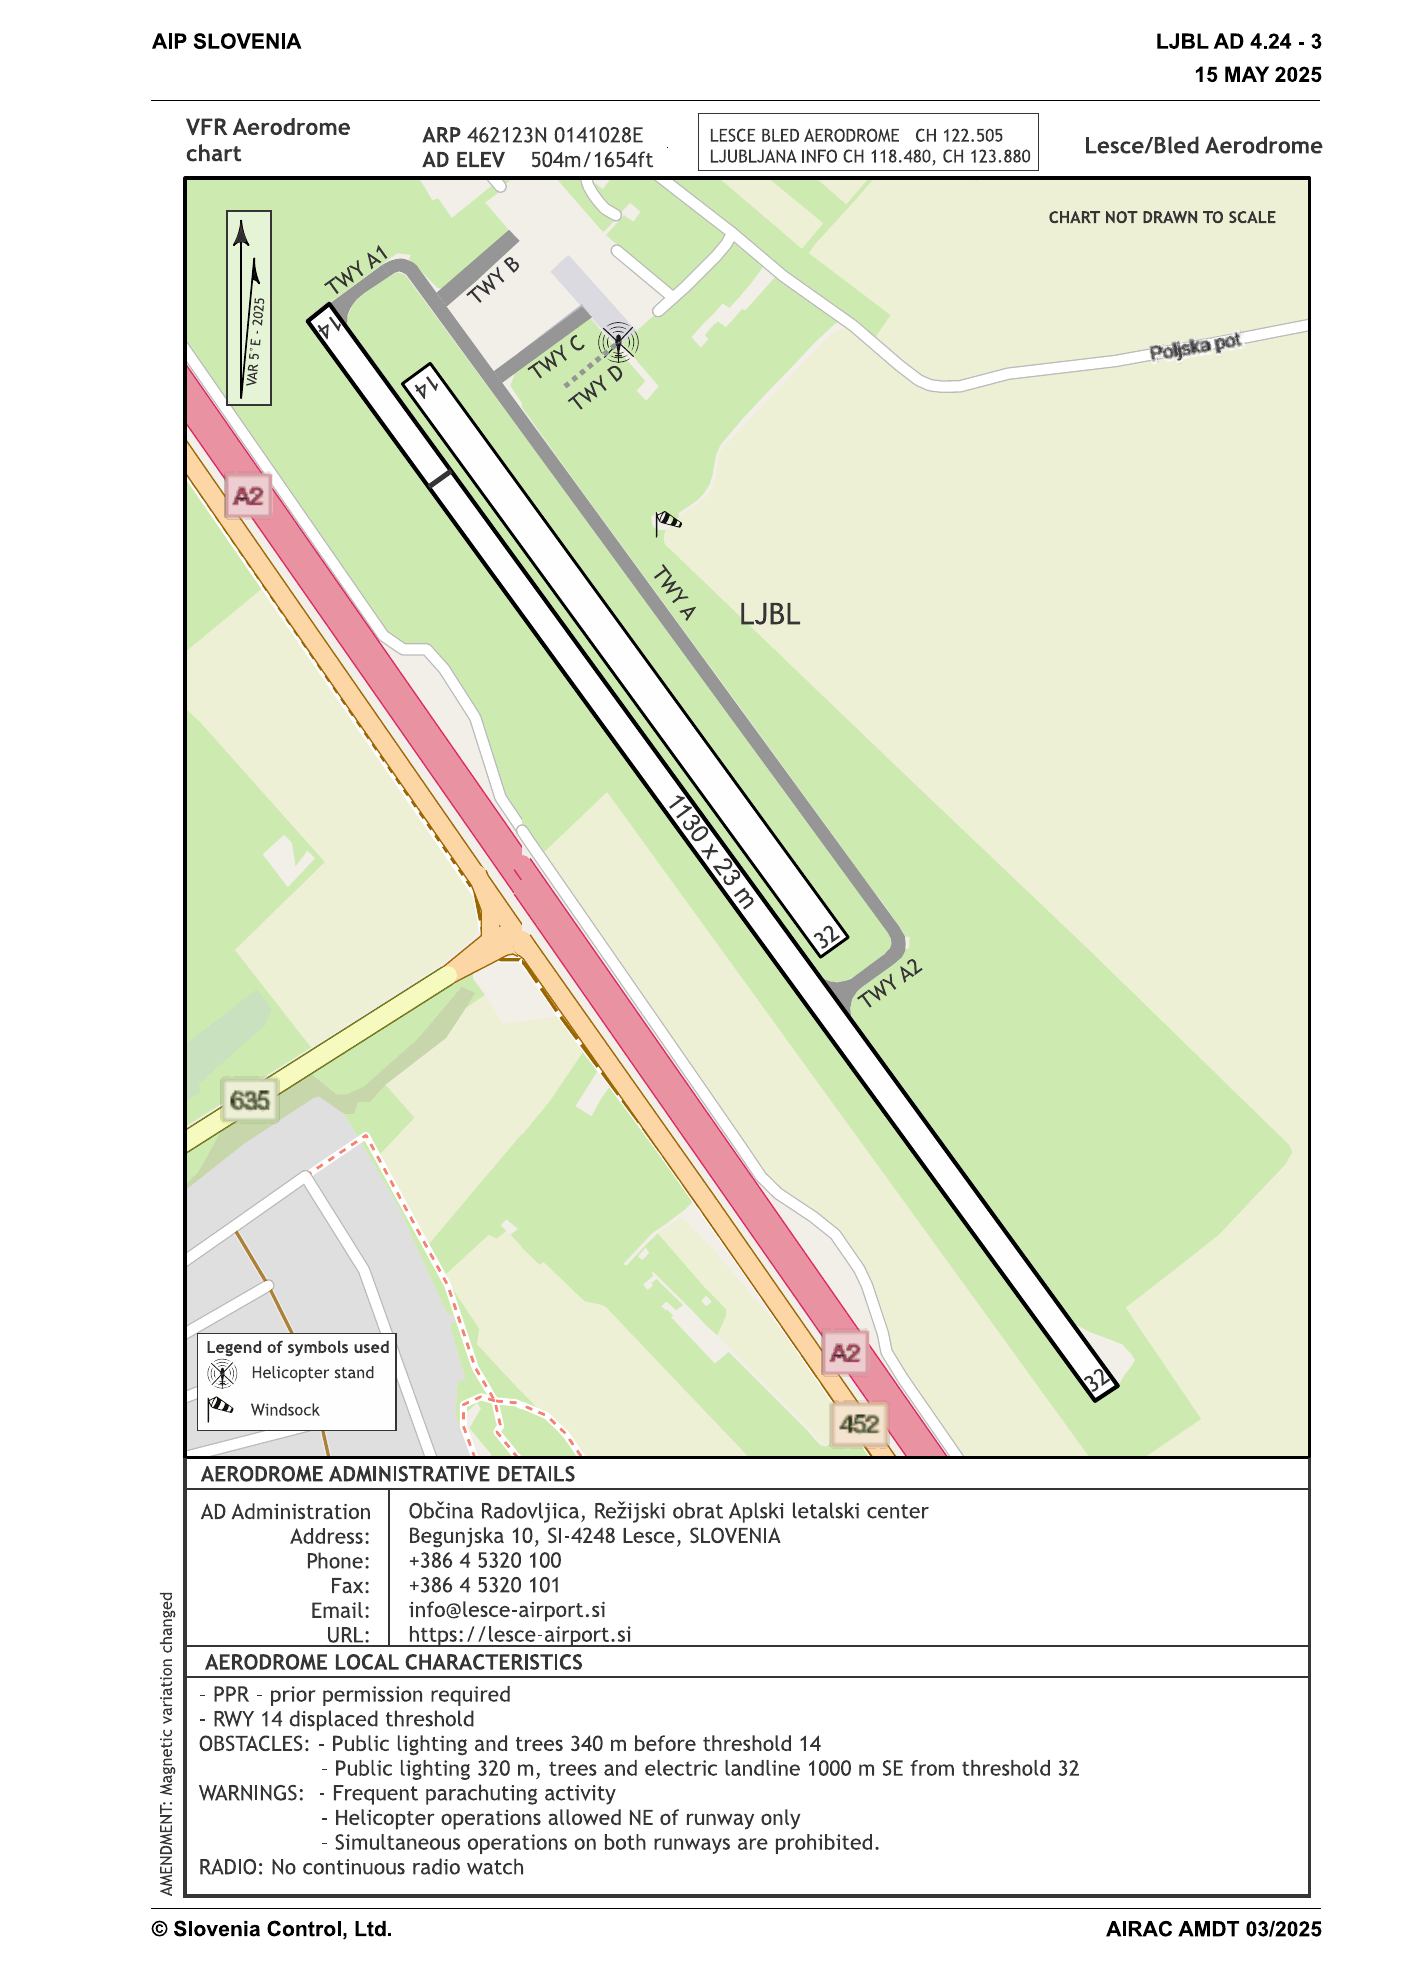 AIP SLOVENIA
LJBL AD 4.24 - 3
15 MAY 2025
VFR Aerodrome
chart
ARP 462123N 0141028E
AD ELEV 504m/1654ft
LESCE BLED AERODROME CH 122.505
LJUBLJANA INFO CH 118.480, CH 123.880
Lesce/Bled Aerodrome
CHART NOT DRAWN TO SCALE
VAR 5°E - 2025
TWY A1
TWY B
14
TWY C
TWY D
14
Poljska pot
A2
TWY A
LJBL
1130 x 23 m
32
TWY A2
635
A2
32
452
Legend of symbols used
Helicopter stand
Windsock
AERODROME ADMINISTRATIVE DETAILS
AD Administration Občina Radovljica, Režijski obrat Aplski letalski center
Address: Begunjska 10, SI-4248 Lesce, SLOVENIA
Phone: +386 4 5320 100
Fax: +386 4 5320 101
Email: info@lesce-airport.si
URL: https://lesce-airport.si
AERODROME LOCAL CHARACTERISTICS
- PPR - prior permission required
- RWY 14 displaced threshold
OBSTACLES: - Public lighting and trees 340 m before threshold 14
- Public lighting 320 m, trees and electric landline 1000 m SE from threshold 32
WARNINGS: - Frequent parachuting activity
- Helicopter operations allowed NE of runway only
- Simultaneous operations on both runways are prohibited.
RADIO: No continuous radio watch
AMENDMENT: Magnetic variation changed
© Slovenia Control, Ltd.
AIRAC AMDT 03/2025